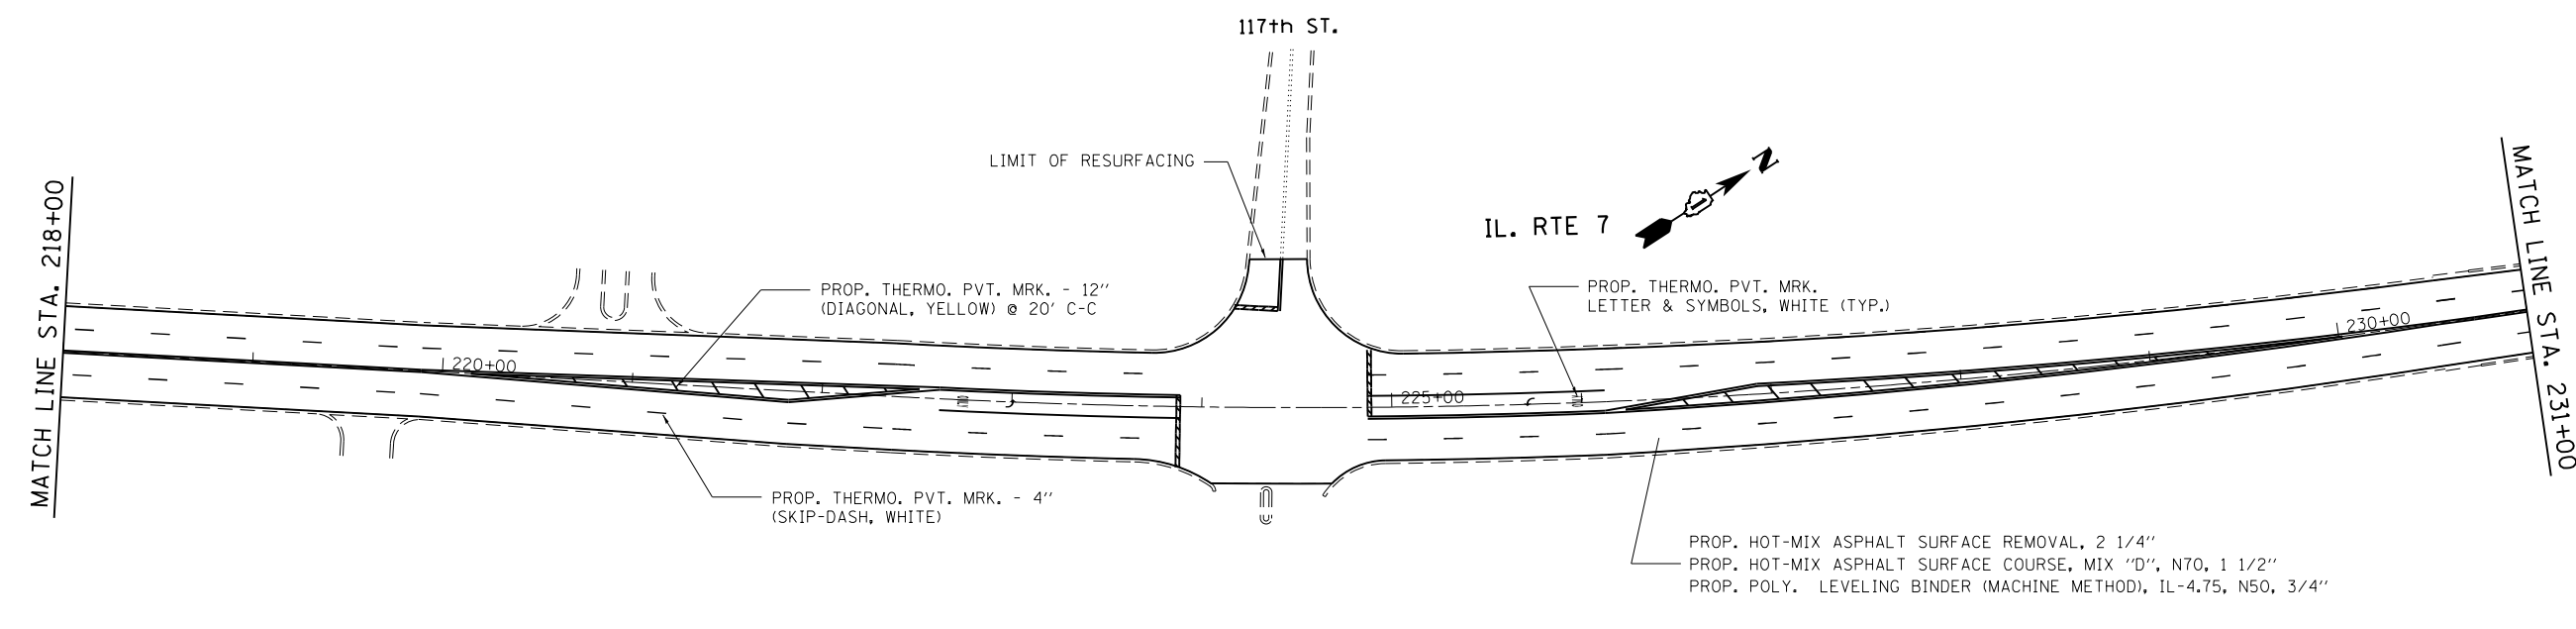 117th ST.
LIMIT OF RESURFACING
N
IL. RTE 7
MATCH LINE STA. 218+00
MATCH LINE STA. 231+00
PROP. THERMO. PVT. MRK. - 12"
(DIAGONAL, YELLOW) @ 20' C-C
PROP. THERMO. PVT. MRK.
LETTER & SYMBOLS, WHITE (TYP.)
220+00
225+00
230+00
PROP. THERMO. PVT. MRK. - 4"
(SKIP-DASH, WHITE)
PROP. HOT-MIX ASPHALT SURFACE REMOVAL, 2 1/4"
PROP. HOT-MIX ASPHALT SURFACE COURSE, MIX "D", N70, 1 1/2"
PROP. POLY. LEVELING BINDER (MACHINE METHOD), IL-4.75, N50, 3/4"